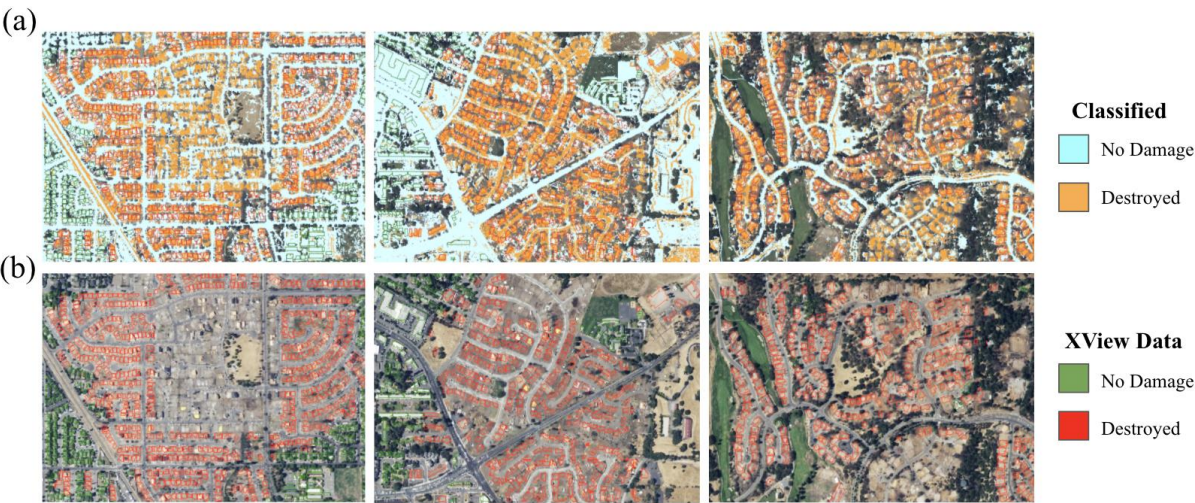 (a)
Classified
No Damage
Destroyed
(b)
XView Data
No Damage
Destroyed